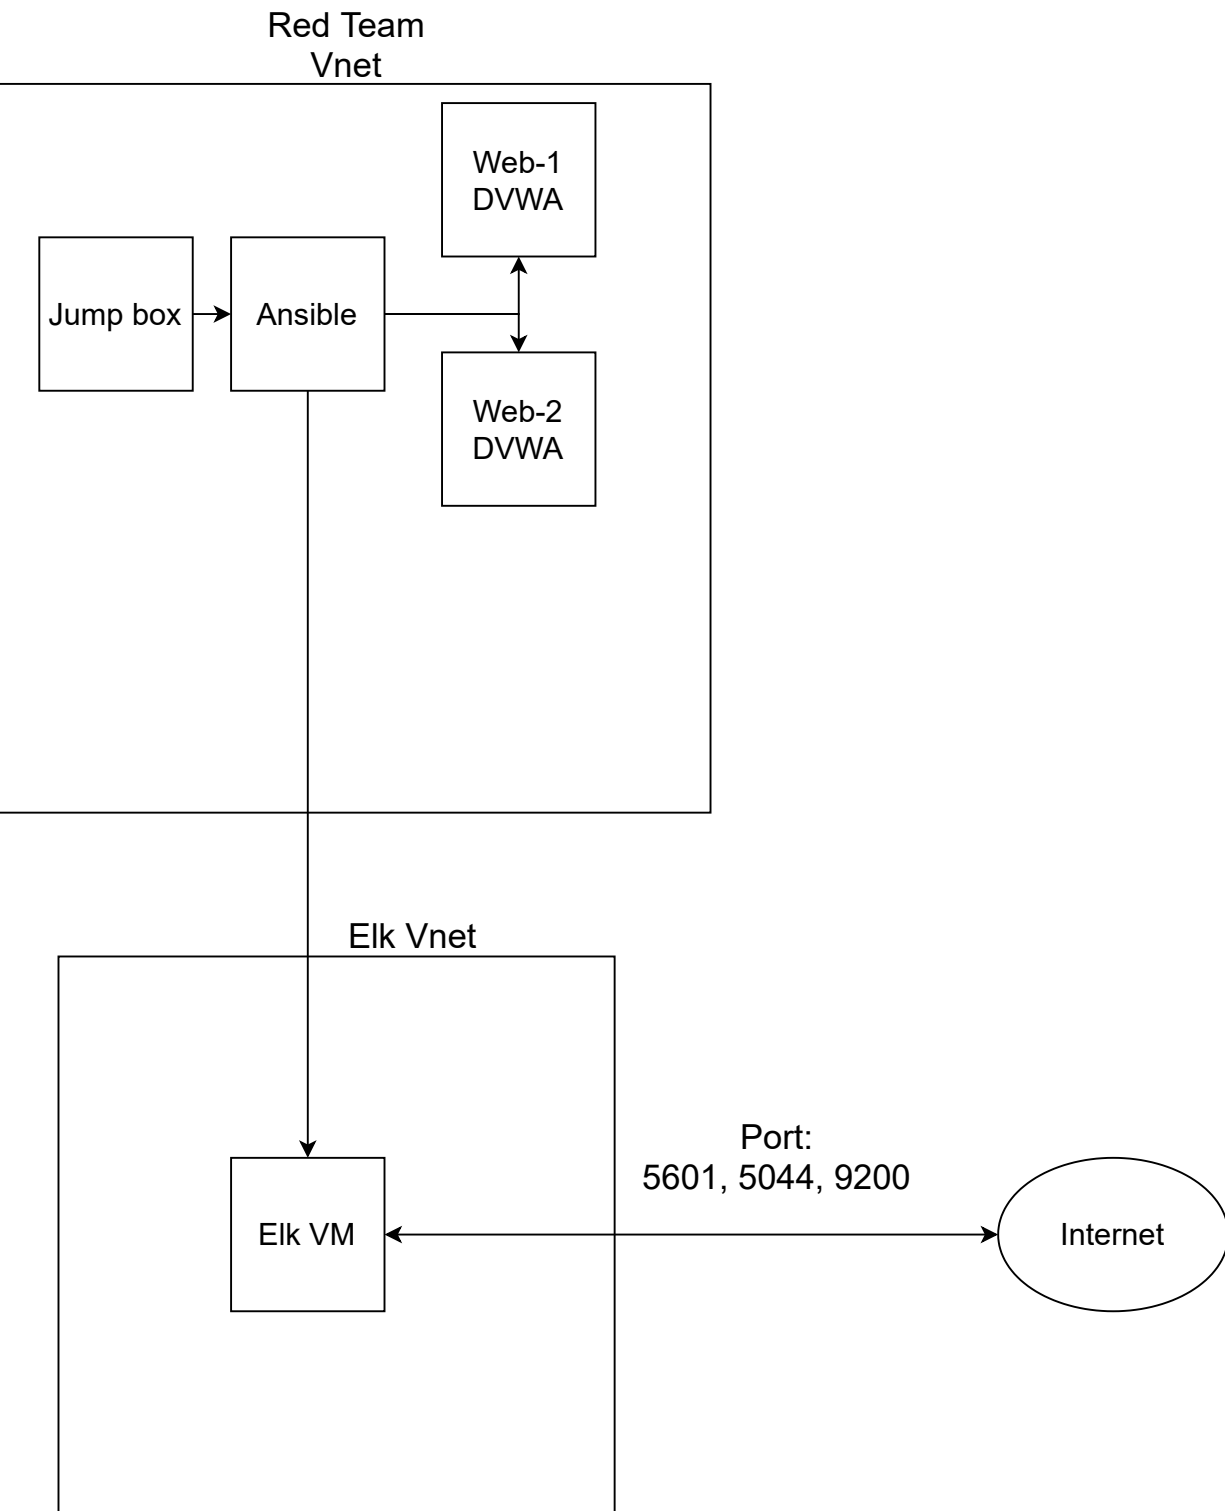 Red Team
Vnet
Web-1
DVWA
Jump box
Ansible
Web-2
DVWA
Elk Vnet
Port:
5601, 5044, 9200
Elk VM
Internet